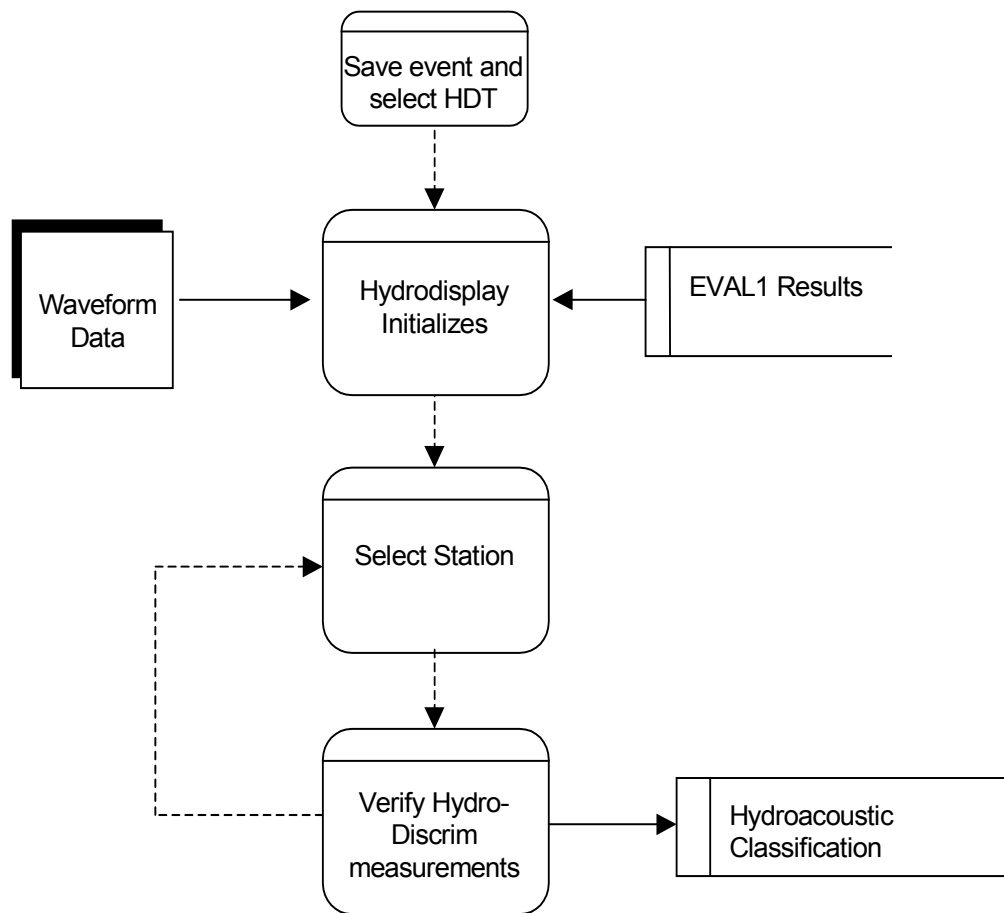 Save event and
select HDT
Waveform
Data
Hydrodisplay
Initializes
EVAL1 Results
Select Station
Verify Hydro-
Discrim
measurements
Hydroacoustic
Classification